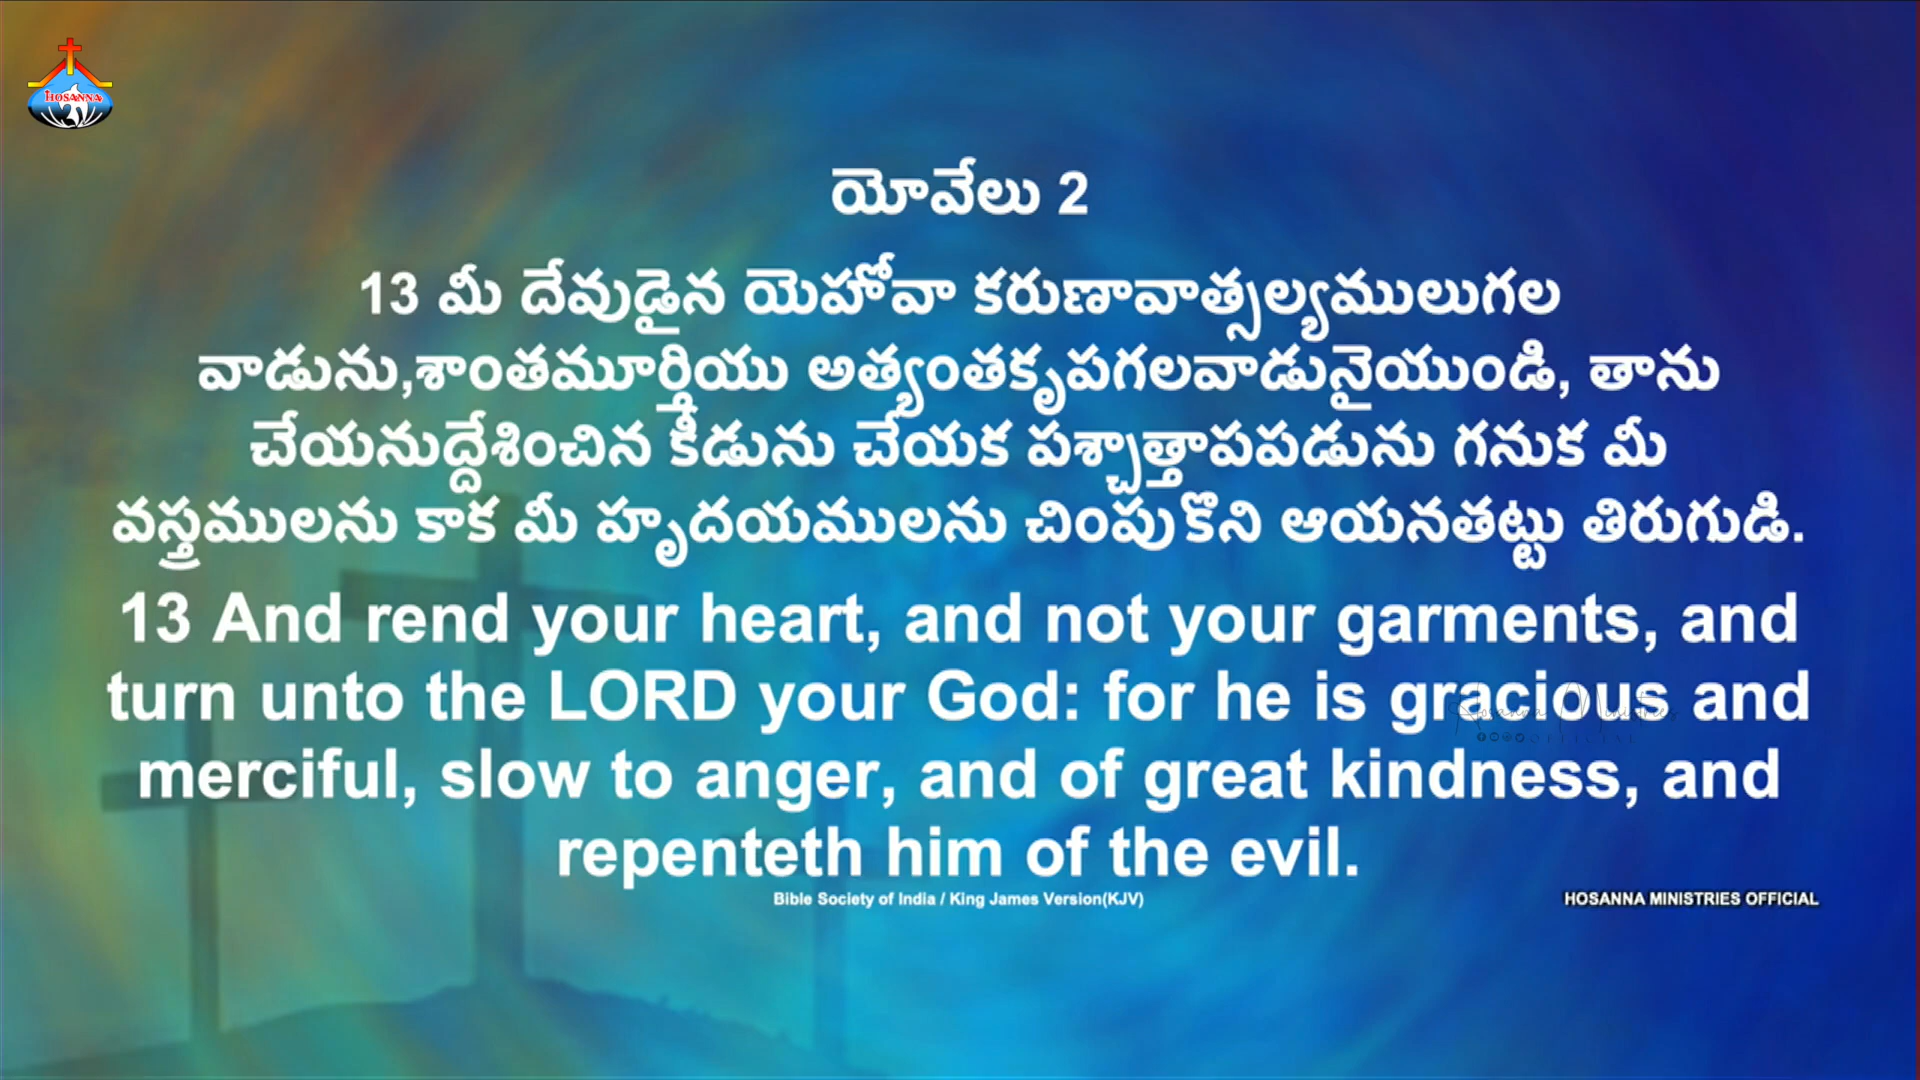 HOSANNA
యోవేలు 2
13 మీ దేవుడైన యెహోవా కరుణావాత్సల్యములుగల
వాడును,శాంతమూర్తియు అత్యంతకృపగలవాడునైయుండి, తాను
చేయనుద్దేశించిన కీడును చేయక పశ్చాత్తాపపడును గనుక మీ
వస్త్రములను కాక మీ హృదయములను చింపుకొని ఆయనతట్టు తిరుగుడి.
13 And rend your heart, and not your garments, and
turn unto the LORD your God: for he is gracious and
merciful, slow to anger, and of great kindness, and
repenteth him of the evil.
Hosanna Ministries
OFFICIAL
Bible Society of India / King James Version(KJV)
HOSANNA MINISTRIES OFFICIAL